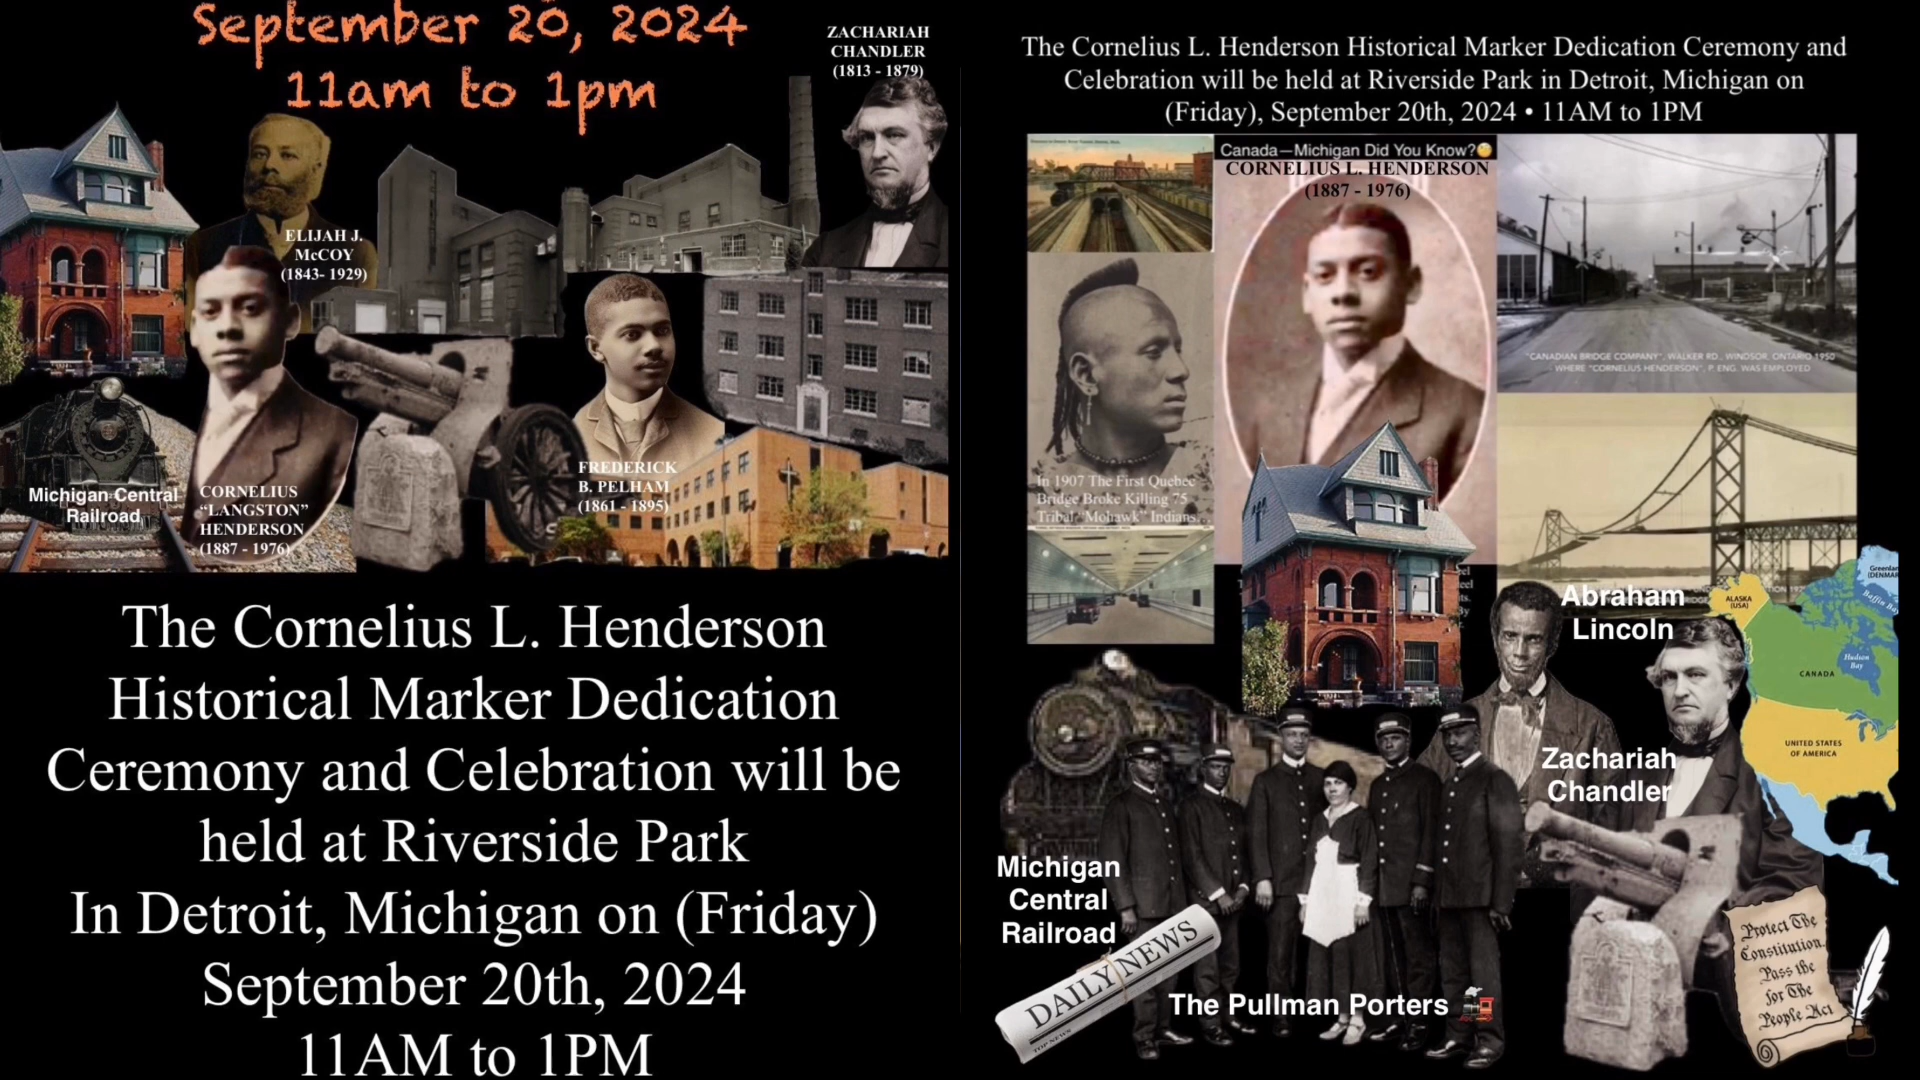 September 20, 2024
11am to 1pm
ZACHARIAH
CHANDLER
(1813 - 1879)
ELIJAH J.
McCOY
(1843- 1929)
FREDERICK
B. PELHAM
(1861 - 1895)
Michigan Central
Railroad
CORNELIUS
“LANGSTON”
HENDERSON
(1887 - 1976)
The Cornelius L. Henderson
Historical Marker Dedication
Ceremony and Celebration will be
held at Riverside Park
In Detroit, Michigan on (Friday)
September 20th, 2024
11AM to 1PM
The Cornelius L. Henderson Historical Marker Dedication Ceremony and
Celebration will be held at Riverside Park in Detroit, Michigan on
(Friday), September 20th, 2024 • 11AM to 1PM
Canada—Michigan Did You Know?
CORNELIUS L. HENDERSON
(1887 - 1976)
"CANADIAN BRIDGE COMPANY", WALKER RD., WINDSOR, ONTARIO 1950
WHERE "CORNELIUS HENDERSON", P. ENG. WAS EMPLOYED
In 1907 The First Quebec
Bridge Broke Killing 75
Tribal "Mohawk" Indians...
Abraham
Lincoln
Zachariah
Chandler
ALASKA
(USA)
Baffin Bay
Hudson
Bay
CANADA
UNITED STATES
OF AMERICA
Michigan
Central
Railroad
DAILY NEWS
TOP NEWS
The Pullman Porters
Protect The
Constitution.
Pass the
for The
People Act